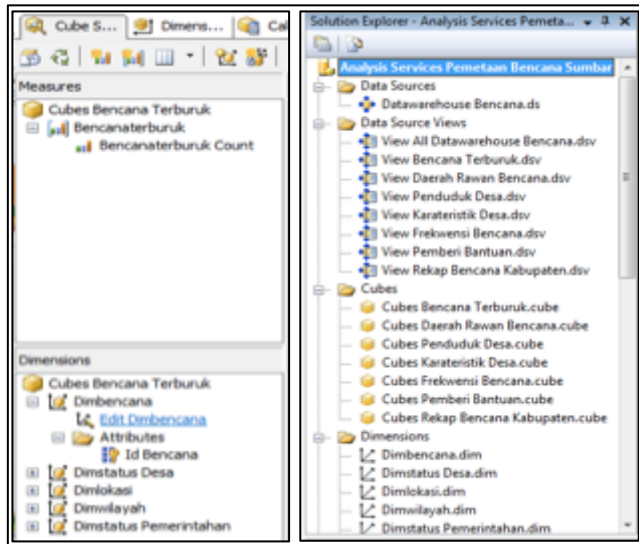 Cube S...
Dimens...
Cal
Measures
Cubes Bencana Terburuk
Bencanaterburuk
Bencanaterburuk Count
Dimensions
Cubes Bencana Terburuk
Dimbencana
Edit Dimbencana
Attributes
Id Bencana
Dimstatus Desa
Dimlokasi
Dimwilayah
Dimstatus Pemerintahan
Solution Explorer - Analysis Services Pemeta...
Analysis Services Pemetaan Bencana Sumbar
Data Sources
Datawarehouse Bencana.ds
Data Source Views
View All Datawarehouse Bencana.dsv
View Bencana Terburuk.dsv
View Daerah Rawan Bencana.dsv
View Penduduk Desa.dsv
View Karateristik Desa.dsv
View Frekwensi Bencana.dsv
View Pemberi Bantuan.dsv
View Rekap Bencana Kabupaten.dsv
Cubes
Cubes Bencana Terburuk.cube
Cubes Daerah Rawan Bencana.cube
Cubes Penduduk Desa.cube
Cubes Karateristik Desa.cube
Cubes Frekwensi Bencana.cube
Cubes Pemberi Bantuan.cube
Cubes Rekap Bencana Kabupaten.cube
Dimensions
Dimbencana.dim
Dimstatus Desa.dim
Dimlokasi.dim
Dimwilayah.dim
Dimstatus Pemerintahan.dim